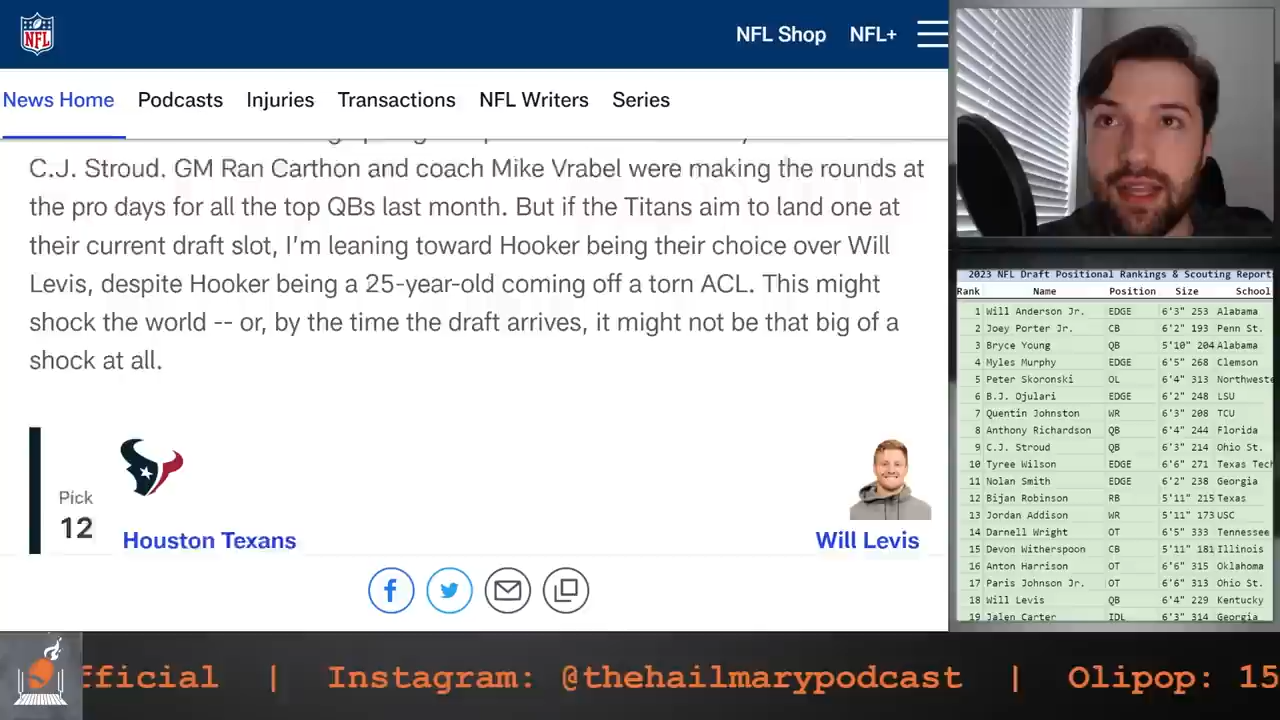 NFL
NFL Shop
NFL+
News Home
Podcasts
Injuries
Transactions
NFL Writers
Series
C.J. Stroud. GM Ran Carthon and coach Mike Vrabel were making the rounds at
the pro days for all the top QBs last month. But if the Titans aim to land one at
their current draft slot, I'm leaning toward Hooker being their choice over Will
Levis, despite Hooker being a 25-year-old coming off a torn ACL. This might
shock the world -- or, by the time the draft arrives, it might not be that big of a
shock at all.
Pick
12
Houston Texans
Will Levis
2023 NFL Draft Positional Rankings & Scouting Report
Rank Name Position Size School
1 Will Anderson Jr. EDGE 6'3" 253 Alabama
2 Joey Porter Jr. CB 6'2" 193 Penn St.
3 Bryce Young QB 5'10" 204 Alabama
4 Myles Murphy EDGE 6'5" 268 Clemson
5 Peter Skoronski OL 6'4" 313 Northweste
6 B.J. Ojulari EDGE 6'2" 248 LSU
7 Quentin Johnston WR 6'3" 208 TCU
8 Anthony Richardson QB 6'4" 244 Florida
9 C.J. Stroud QB 6'3" 214 Ohio St.
10 Tyree Wilson EDGE 6'6" 271 Texas Tech
11 Nolan Smith EDGE 6'2" 238 Georgia
12 Bijan Robinson RB 5'11" 215 Texas
13 Jordan Addison WR 5'11" 173 USC
14 Darnell Wright OT 6'5" 333 Tennessee
15 Devon Witherspoon CB 5'11" 181 Illinois
16 Anton Harrison OT 6'6" 315 Oklahoma
17 Paris Johnson Jr. OT 6'6" 313 Ohio St.
18 Will Levis QB 6'4" 229 Kentucky
19 Jalen Carter IDL 6'3" 314 Georgia
fficial | Instagram: @thehailmarypodcast | Olipop: 15